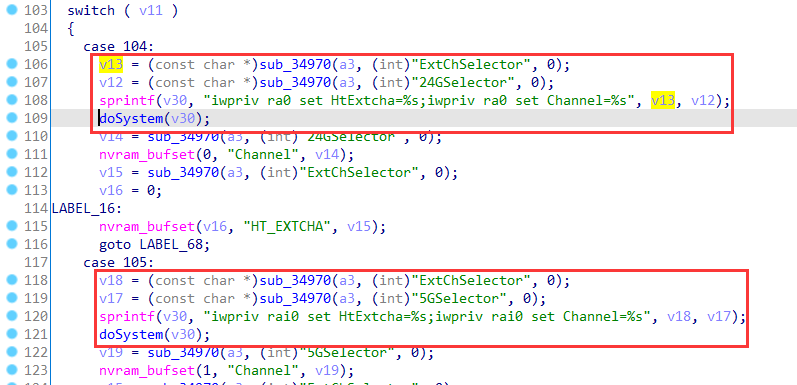 103 switch ( v11 )
104 {
105 case 104:
106 v13 = (const char *)sub_34970(a3, (int)"ExtChSelector", 0);
107 v12 = (const char *)sub_34970(a3, (int)"24GSelector", 0);
108 sprintf(v30, "iwpriv ra0 set HtExtcha=%s;iwpriv ra0 set Channel=%s", v13, v12);
109 doSystem(v30);
110 v14 = sub_34970(a3, (int)"24GSelector", 0);
111 nvram_bufset(0, "Channel", v14);
112 v15 = sub_34970(a3, (int)"ExtChSelector", 0);
113 v16 = 0;
114 LABEL_16:
115 nvram_bufset(v16, "HT_EXTCHA", v15);
116 goto LABEL_68;
117 case 105:
118 v18 = (const char *)sub_34970(a3, (int)"ExtChSelector", 0);
119 v17 = (const char *)sub_34970(a3, (int)"5GSelector", 0);
120 sprintf(v30, "iwpriv rai0 set HtExtcha=%s;iwpriv rai0 set Channel=%s", v18, v17);
121 doSystem(v30);
122 v19 = sub_34970(a3, (int)"5GSelector", 0);
123 nvram_bufset(1, "Channel", v19);